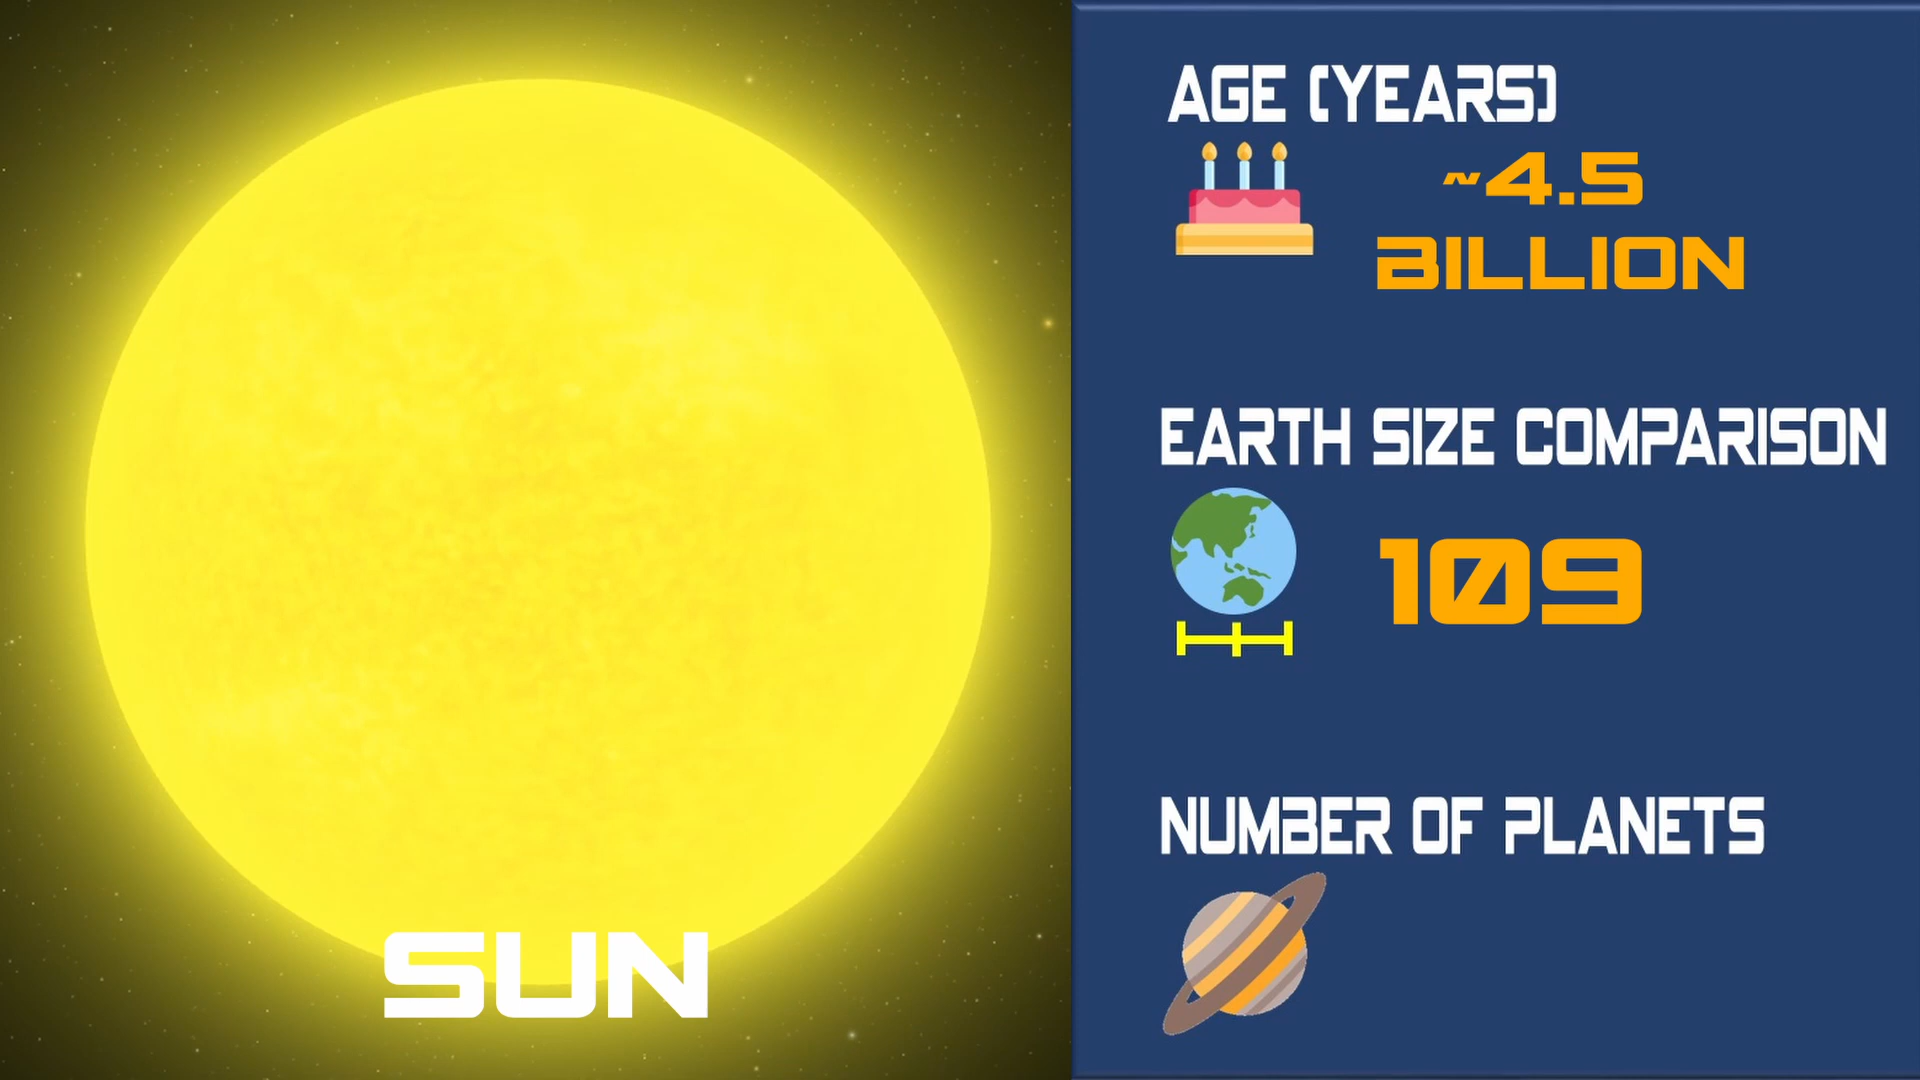 SUN
AGE (YEARS)
~4.5
BILLION
EARTH SIZE COMPARISON
109
NUMBER OF PLANETS